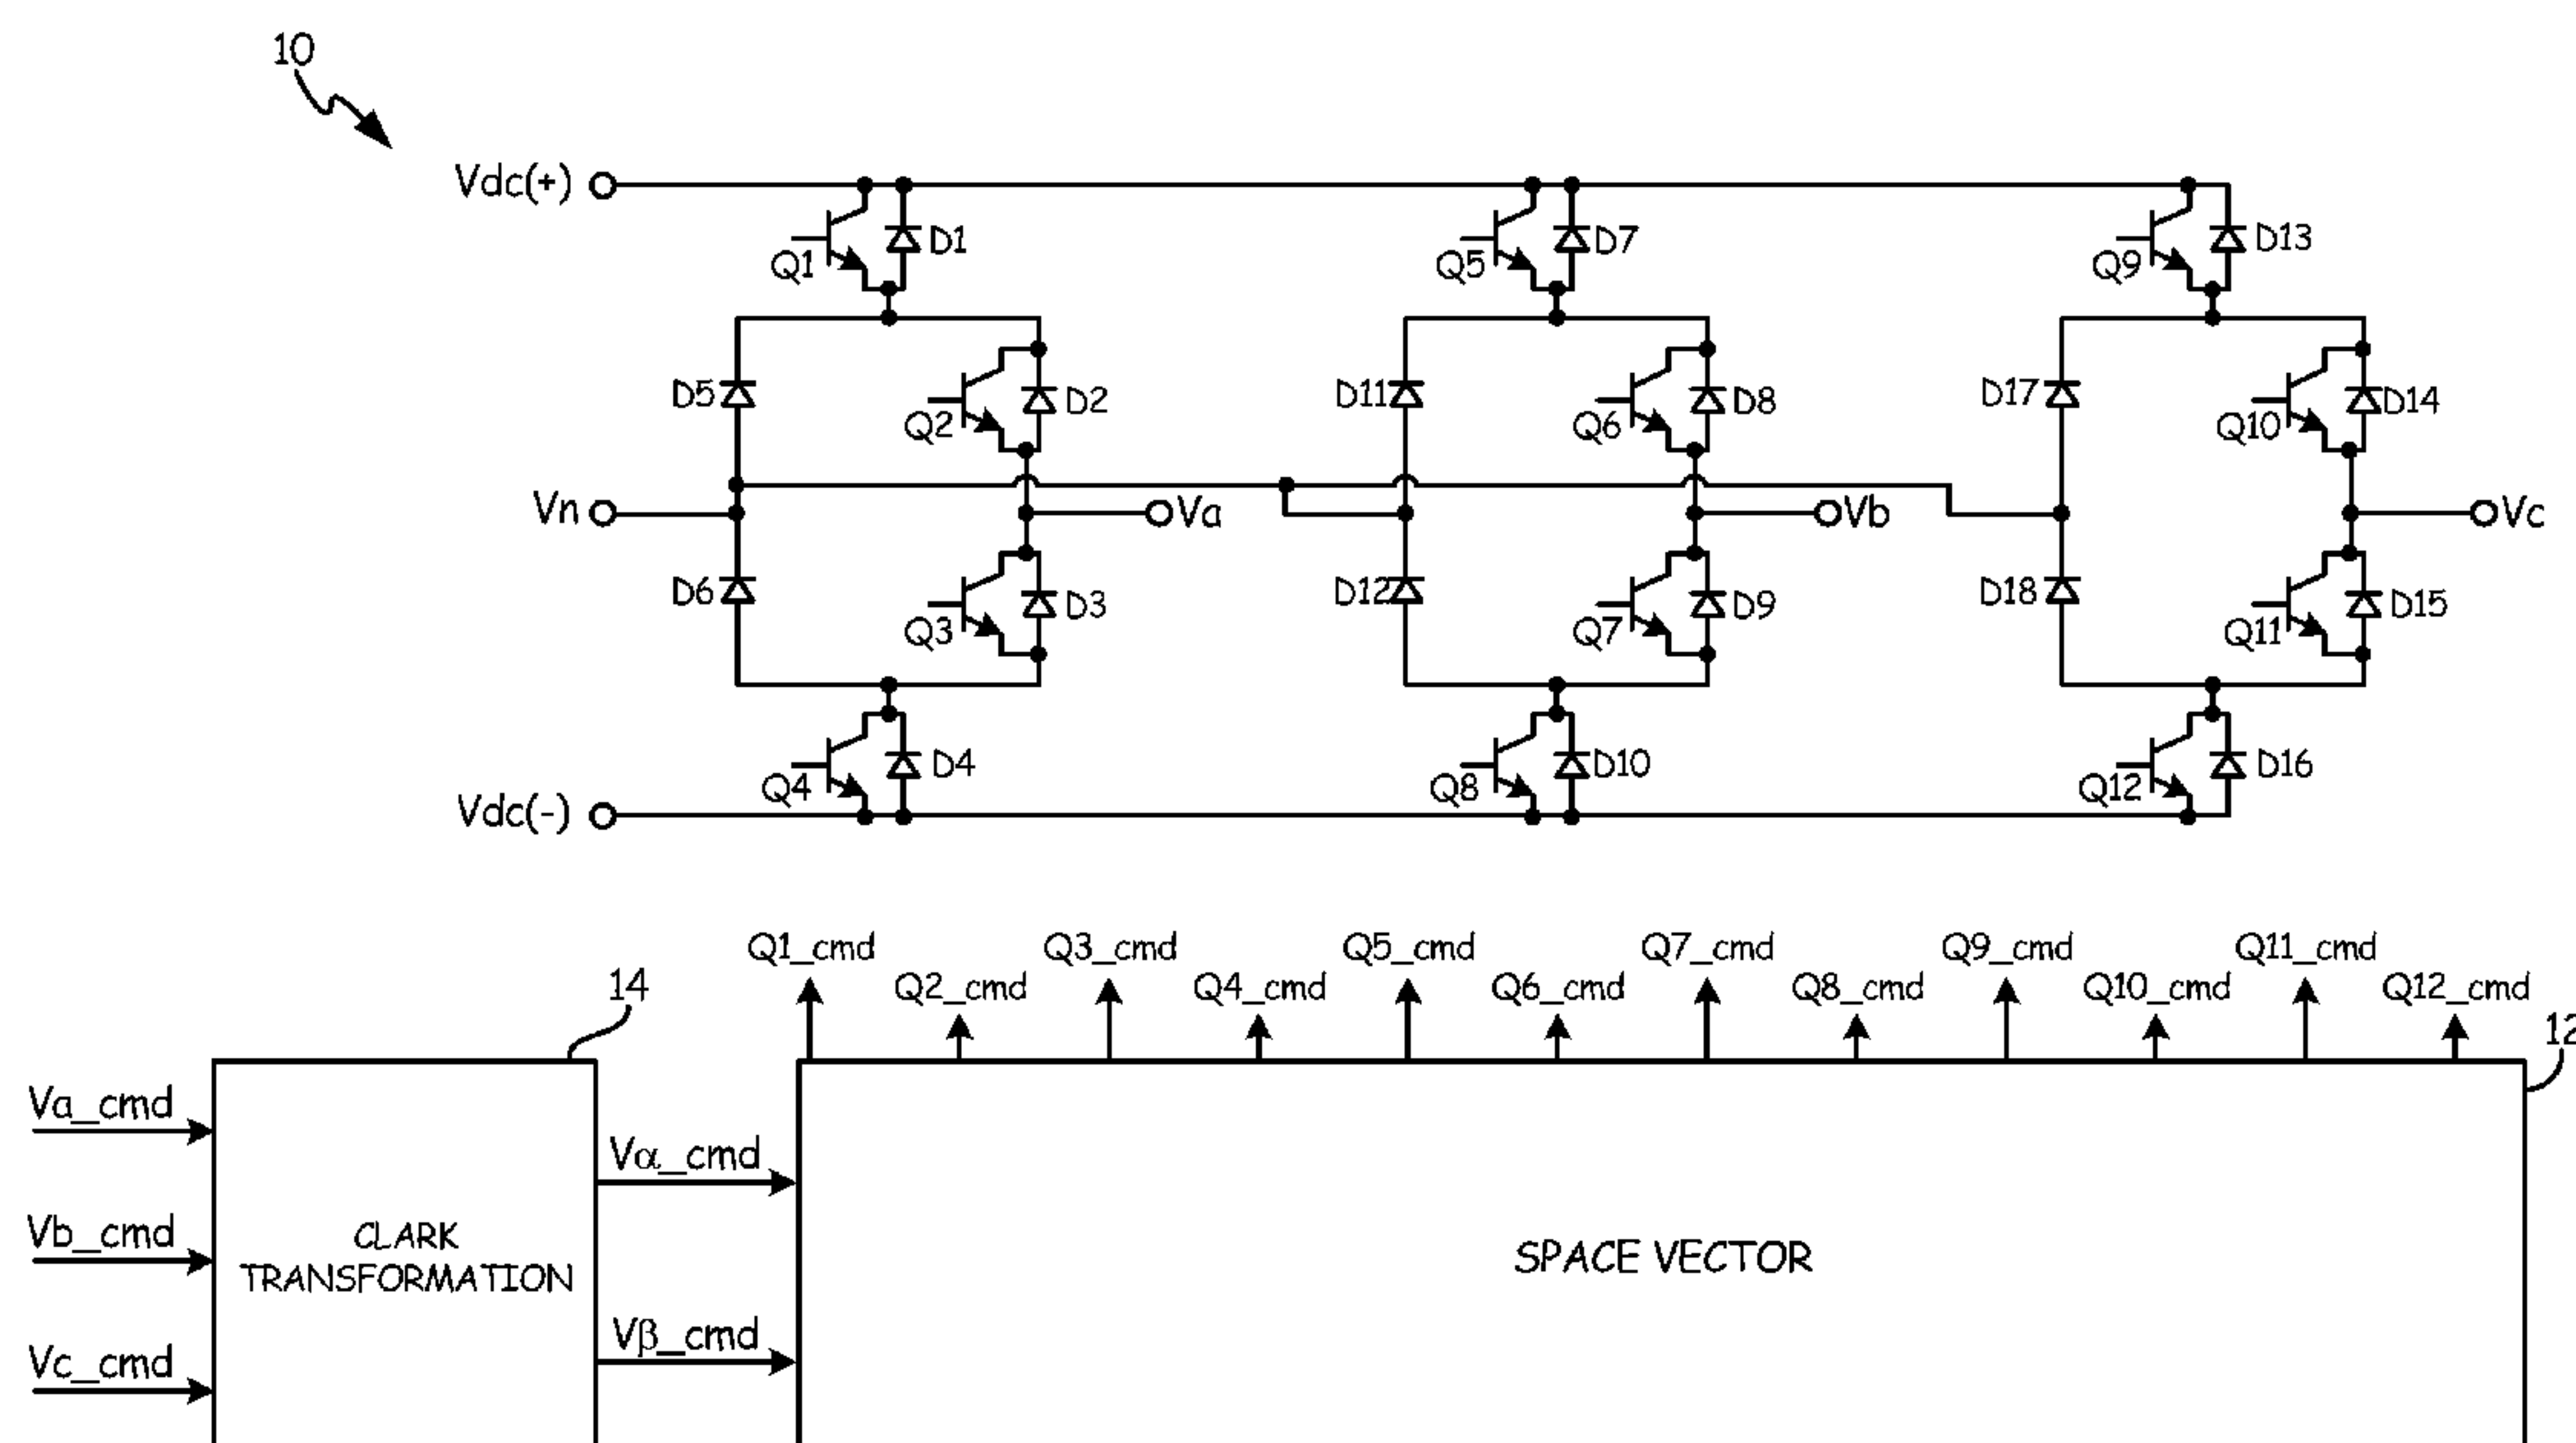 10
Vdc(+)
Q1 D1 Q5 D7 Q9 D13
D5 Q2 D2 D11 Q6 D8 D17 Q10 D14
Vn Va Vb Vc
D6 Q3 D3 D12 Q7 D9 D18 Q11 D15
Q4 D4 Q8 D10 Q12 D16
Vdc(-)
Q1_cmd Q3_cmd Q5_cmd Q7_cmd Q9_cmd Q11_cmd
14 Q2_cmd Q4_cmd Q6_cmd Q8_cmd Q10_cmd Q12_cmd
12
Va_cmd
Vα_cmd
Vb_cmd
CLARK
TRANSFORMATION
SPACE VECTOR
Vβ_cmd
Vc_cmd